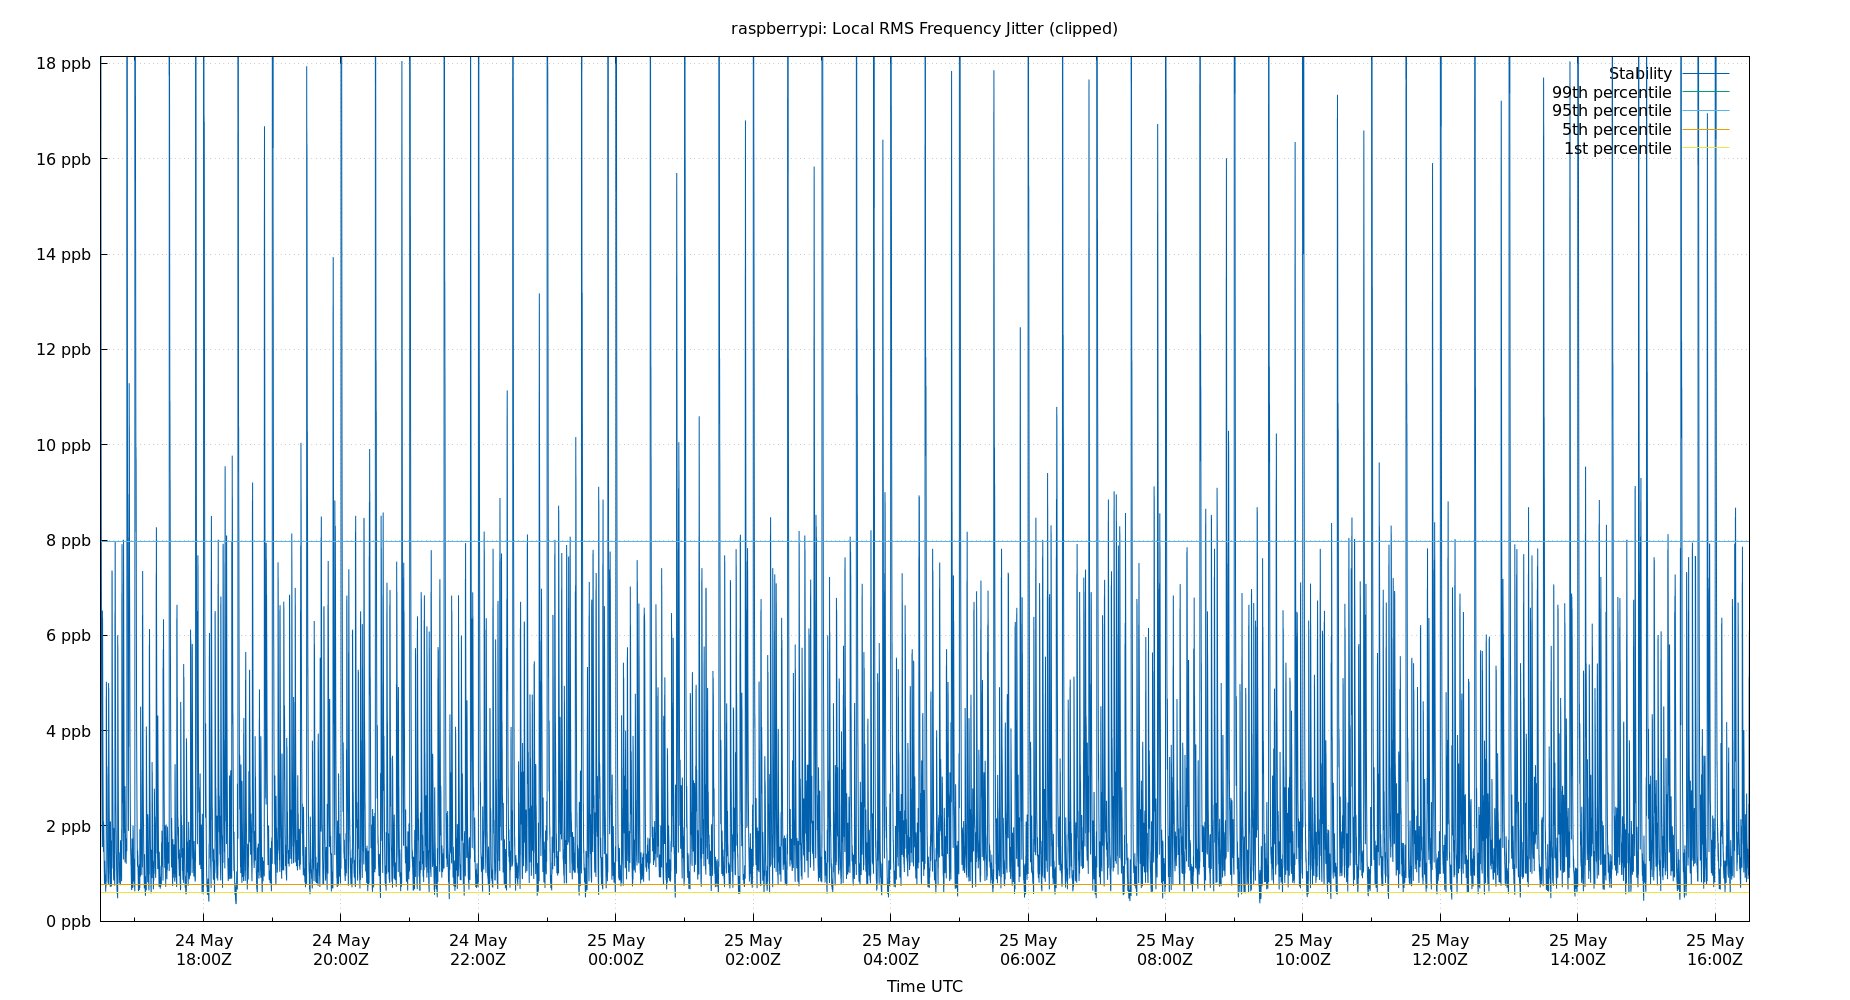 raspberrypi: Local RMS Frequency Jitter (clipped)
18 ppb
16 ppb
14 ppb
12 ppb
10 ppb
8 ppb
6 ppb
4 ppb
2 ppb
0 ppb
Stability
99th percentile
95th percentile
5th percentile
1st percentile
24 May 24 May 24 May 25 May 25 May 25 May 25 May 25 May 25 May 25 May 25 May 25 May
18:00Z 20:00Z 22:00Z 00:00Z 02:00Z 04:00Z 06:00Z 08:00Z 10:00Z 12:00Z 14:00Z 16:00Z
Time UTC